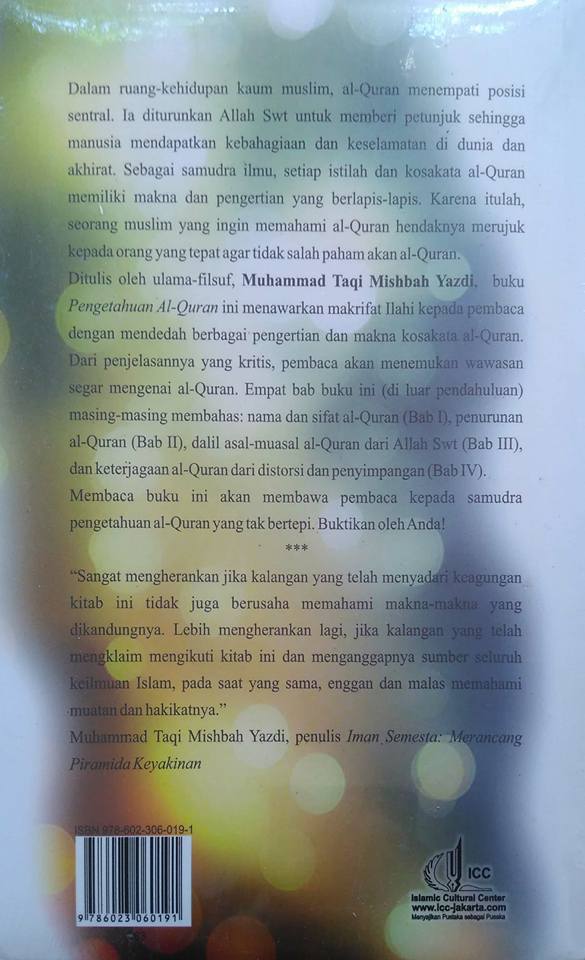 Dalam ruang-kehidupan kaum muslim, al-Quran menempati posisi
sentral. Ia diturunkan Allah Swt untuk memberi petunjuk sehingga
manusia mendapatkan kebahagiaan dan keselamatan di dunia dan
akhirat. Sebagai samudra ilmu, setiap istilah dan kosakata al-Quran
memiliki makna dan pengertian yang berlapis-lapis. Karena itulah,
seorang muslim yang ingin memahami al-Quran hendaknya merujuk
kepada orang yang tepat agar tidak salah paham akan al-Quran.
Ditulis oleh ulama-filsuf, Muhammad Taqi Mishbah Yazdi, buku
Pengetahuan Al-Quran ini menawarkan makrifat Ilahi kepada pembaca
dengan mendedah berbagai pengertian dan makna kosakata al-Quran.
Dari penjelasannya yang kritis, pembaca akan menemukan wawasan
segar mengenai al-Quran. Empat bab buku ini (di luar pendahuluan)
masing-masing membahas: nama dan sifat al-Quran (Bab I), penurunan
al-Quran (Bab II), dalil asal-muasal al-Quran dari Allah Swt (Bab III),
dan keterjagaan al-Quran dari distorsi dan penyimpangan (Bab IV).
Membaca buku ini akan membawa pembaca kepada samudra
pengetahuan al-Quran yang tak bertepi. Buktikan oleh Anda!
***
“Sangat mengherankan jika kalangan yang telah menyadari keagungan
kitab ini tidak juga berusaha memahami makna-makna yang
dikandungnya. Lebih mengherankan lagi, jika kalangan yang telah
mengklaim mengikuti kitab ini dan menganggapnya sumber seluruh
keilmuan Islam, pada saat yang sama, enggan dan malas memahami
muatan dan hakikatnya.”
Muhammad Taqi Mishbah Yazdi, penulis Iman Semesta: Merancang
Piramida Keyakinan
ISBN 978-602-306-019-1
9 786023 060191
ICC
Islamic Cultural Center
www.icc-jakarta.com
Menyajikan Pustaka sebagai Pusaka